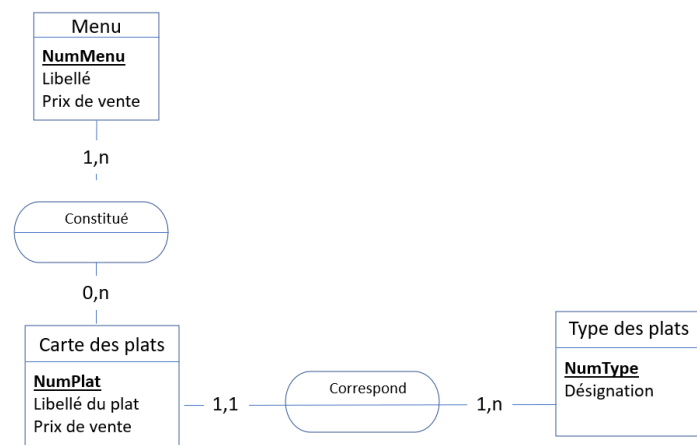 Menu
NumMenu
Libellé
Prix de vente
1,n
Constitué
0,n
Carte des plats
NumPlat
Libellé du plat
Prix de vente
1,1
Correspond
1,n
Type des plats
NumType
Désignation